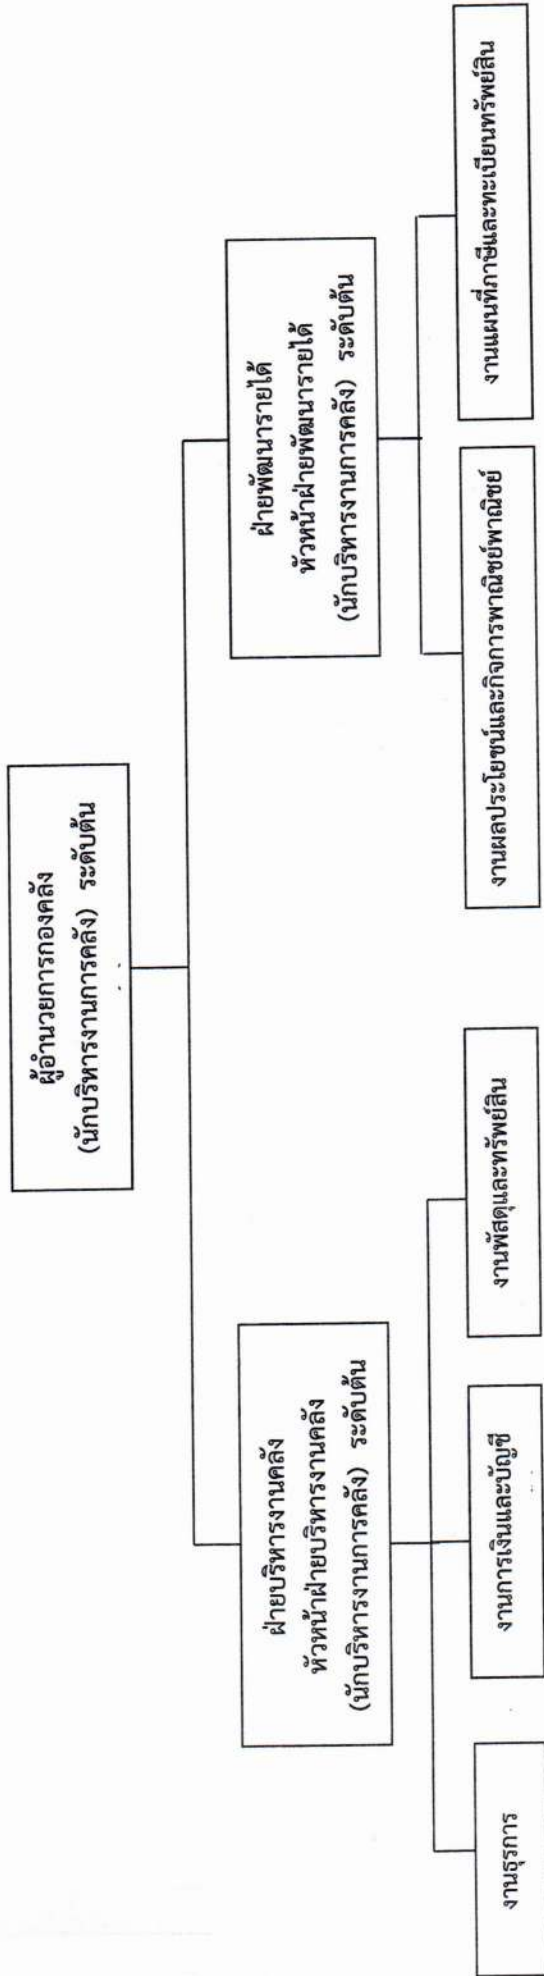 ผู้อำนวยการกองคลัง
(นักบริหารงานการคลัง) ระดับต้น
ฝ่ายบริหารงานคลัง
หัวหน้าฝ่ายบริหารงานคลัง
(นักบริหารงานการคลัง) ระดับต้น
ฝ่ายพัฒนารายได้
หัวหน้าฝ่ายพัฒนารายได้
(นักบริหารงานการคลัง) ระดับต้น
งานธุรการ
งานการเงินและบัญชี
งานพัสดุและทรัพย์สิน
งานผลประโยชน์และกิจการพาณิชย์พาณิชย์
งานแผนที่ภาษีและทะเบียนทรัพย์สิน